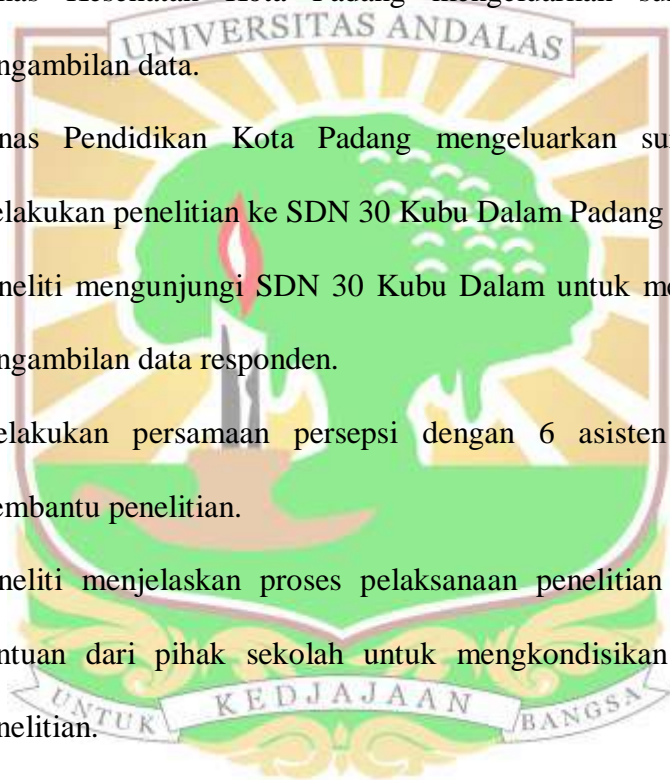 nas Kesehatan Kota Padang mengeluarkan su
UNIVERSITAS ANDALAS
ngambilan data.
nas Pendidikan Kota Padang mengeluarkan su
elakukan penelitian ke SDN 30 Kubu Dalam Padang
neliti mengunjungi SDN 30 Kubu Dalam untuk me
ngambilan data responden.
elakukan persamaan persepsi dengan 6 asisten
embantu penelitian.
neliti menjelaskan proses pelaksanaan penelitian
ntuan dari pihak sekolah untuk mengkondisikan
nelitian.
UNTUK KEDJAJAAN BANGSA